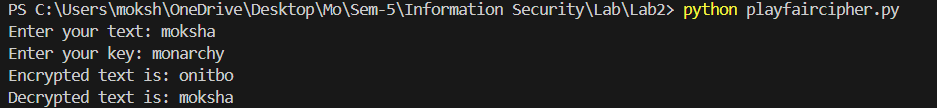 PS C:\Users\moksh\OneDrive\Desktop\Mo\Sem-5\Information Security\Lab\Lab2> python playfaircipher.py
Enter your text: moksha
Enter your key: monarchy
Encrypted text is: onitbo
Decrypted text is: moksha